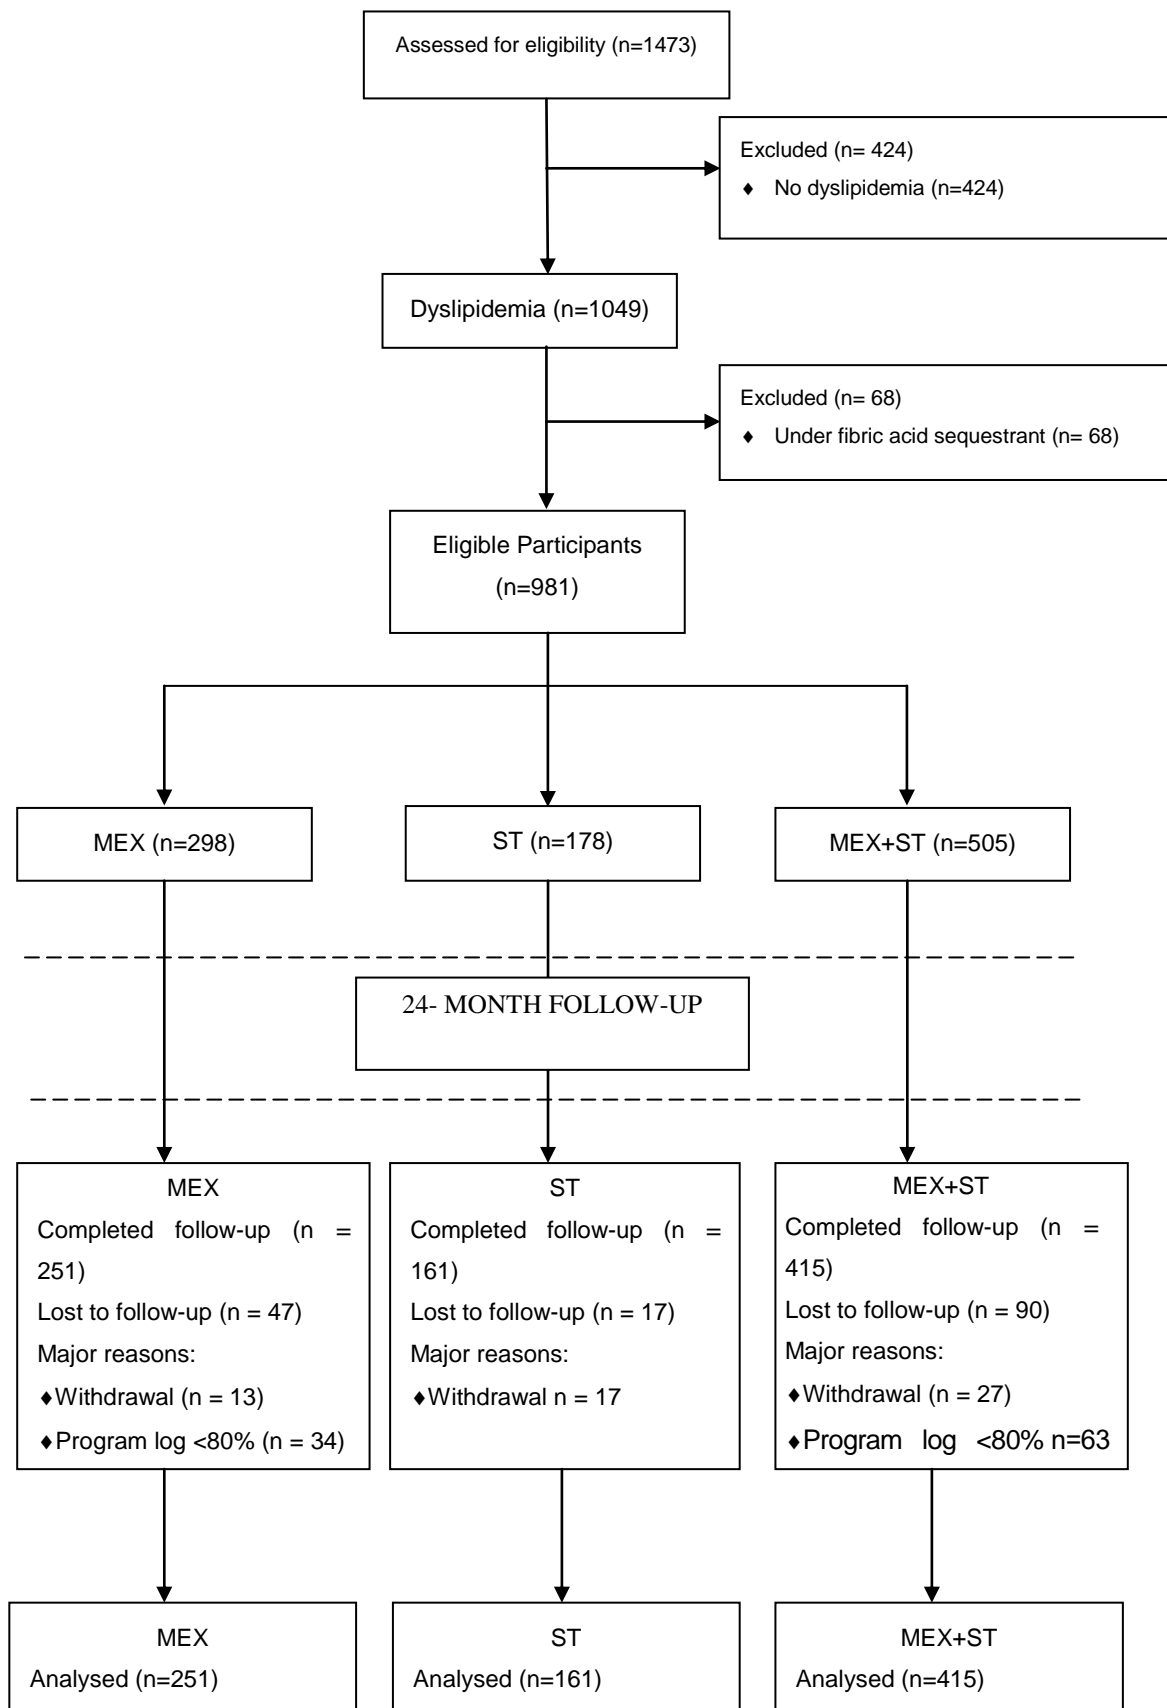 Assessed for eligibility (n=1473)
Excluded (n= 424)
♦ No dyslipidemia (n=424)
Dyslipidemia (n=1049)
Excluded (n= 68)
♦ Under fibric acid sequestrant (n= 68)
Eligible Participants
(n=981)
MEX (n=298)
ST (n=178)
MEX+ST (n=505)
24- MONTH FOLLOW-UP
MEX
Completed follow-up (n =
251)
Lost to follow-up (n = 47)
Major reasons:
♦Withdrawal (n = 13)
♦Program log <80% (n = 34)
ST
Completed follow-up (n =
161)
Lost to follow-up (n = 17)
Major reasons:
♦Withdrawal n = 17
MEX+ST
Completed follow-up (n =
415)
Lost to follow-up (n = 90)
Major reasons:
♦Withdrawal (n = 27)
♦Program log <80% n=63
MEX
Analysed (n=251)
ST
Analysed (n=161)
MEX+ST
Analysed (n=415)